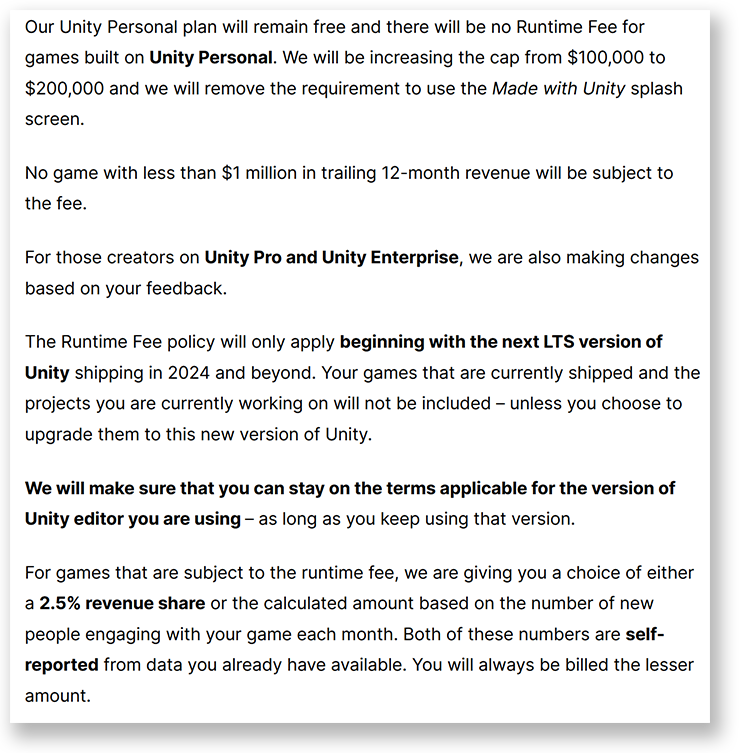 Our Unity Personal plan will remain free and there will be no Runtime Fee for
games built on Unity Personal. We will be increasing the cap from $100,000 to
$200,000 and we will remove the requirement to use the Made with Unity splash
screen.
No game with less than $1 million in trailing 12-month revenue will be subject to
the fee.
For those creators on Unity Pro and Unity Enterprise, we are also making changes
based on your feedback.
The Runtime Fee policy will only apply beginning with the next LTS version of
Unity shipping in 2024 and beyond. Your games that are currently shipped and the
projects you are currently working on will not be included – unless you choose to
upgrade them to this new version of Unity.
We will make sure that you can stay on the terms applicable for the version of
Unity editor you are using – as long as you keep using that version.
For games that are subject to the runtime fee, we are giving you a choice of either
a 2.5% revenue share or the calculated amount based on the number of new
people engaging with your game each month. Both of these numbers are self-
reported from data you already have available. You will always be billed the lesser
amount.